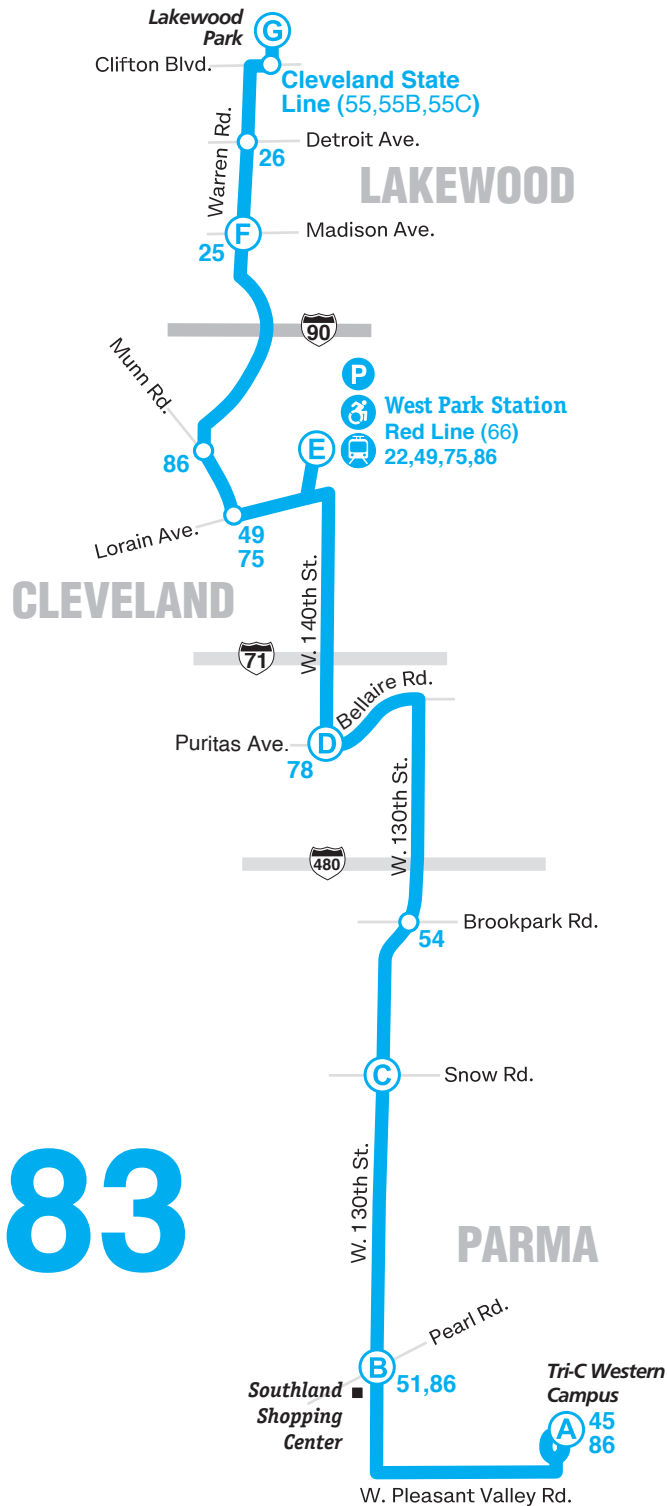 Lakewood
Park
G
Clifton Blvd.
Cleveland State
Line (55,55B,55C)
Warren Rd.
Detroit Ave.
26
LAKEWOOD
F
Madison Ave.
25
90
Munn Rd.
P
West Park Station
Red Line (66)
22,49,75,86
E
86
Lorain Ave.
49
75
CLEVELAND
W. 140th St.
71
Bellaire Rd.
Puritas Ave.
D
78
W. 130th St.
480
Brookpark Rd.
54
C
Snow Rd.
83
W. 130th St.
PARMA
Pearl Rd.
B
51,86
Southland
Shopping
Center
Tri-C Western
Campus
A
45
86
W. Pleasant Valley Rd.